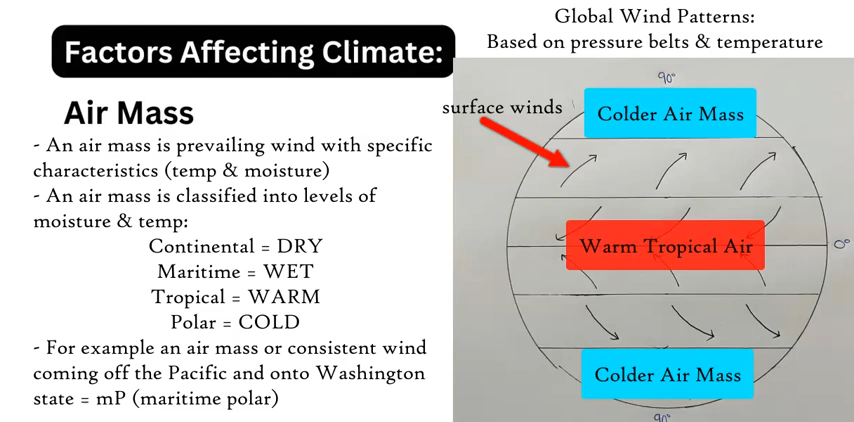 Factors Affecting Climate:
Air Mass
- An air mass is prevailing wind with specific
characteristics (temp & moisture)
- An air mass is classified into levels of
moisture & temp:
Continental = DRY
Maritime = WET
Tropical = WARM
Polar = COLD
- For example an air mass or consistent wind
coming off the Pacific and onto Washington
state = mP (maritime polar)
Global Wind Patterns:
Based on pressure belts & temperature
90°
surface winds
Colder Air Mass
Warm Tropical Air
0°
Colder Air Mass
90°